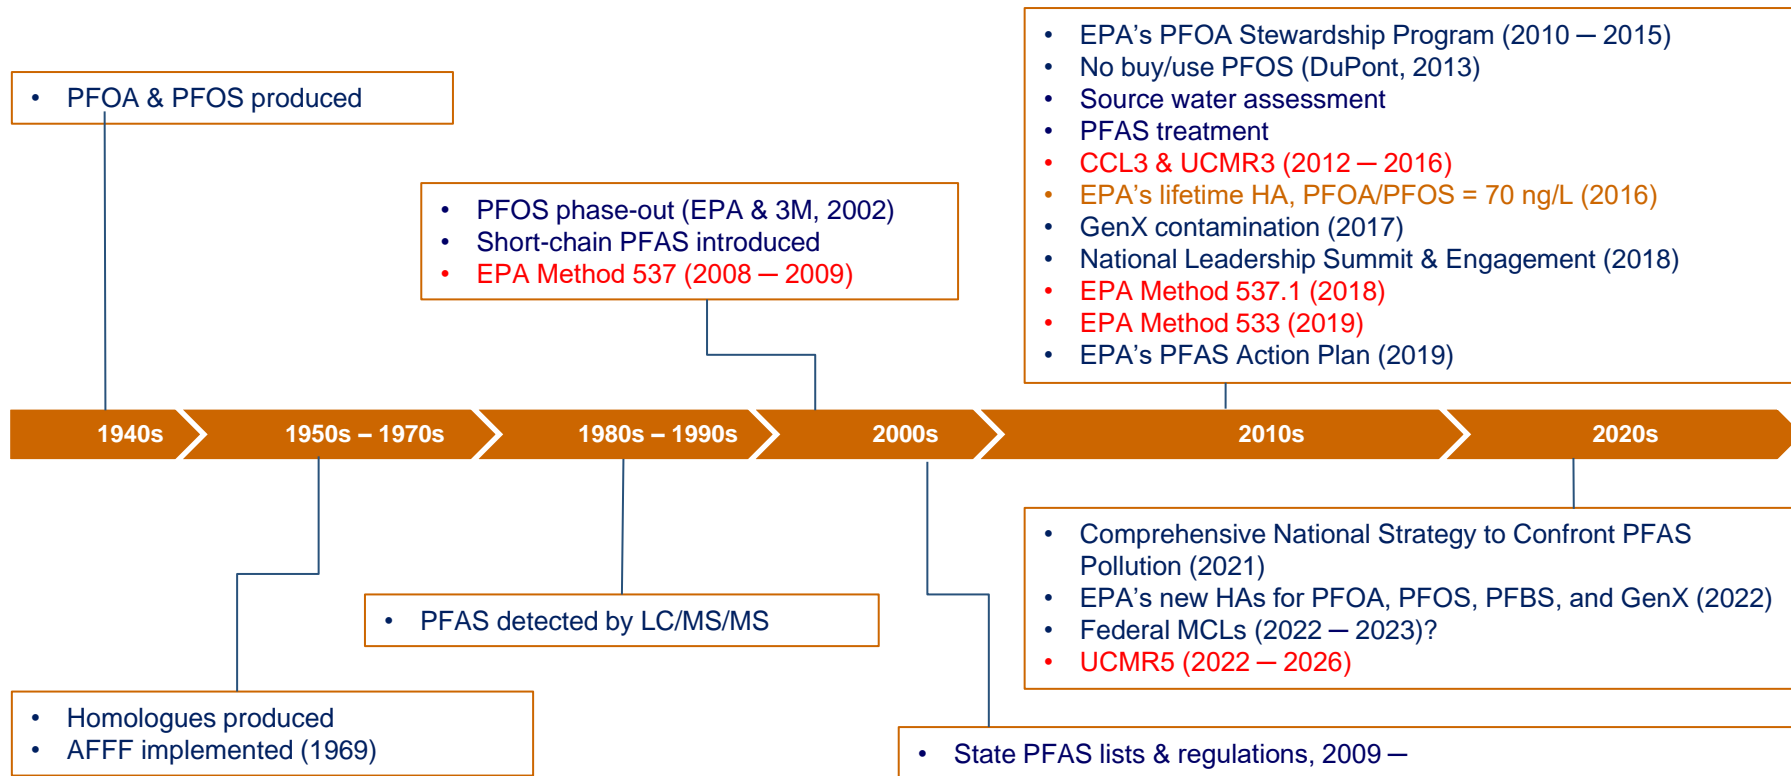 • PFOA & PFOS produced
• PFOS phase-out (EPA & 3M, 2002)
• Short-chain PFAS introduced
• EPA Method 537 (2008 — 2009)
• EPA's PFOA Stewardship Program (2010 — 2015)
• No buy/use PFOS (DuPont, 2013)
• Source water assessment
• PFAS treatment
• CCL3 & UCMR3 (2012 — 2016)
• EPA's lifetime HA, PFOA/PFOS = 70 ng/L (2016)
• GenX contamination (2017)
• National Leadership Summit & Engagement (2018)
• EPA Method 537.1 (2018)
• EPA Method 533 (2019)
• EPA's PFAS Action Plan (2019)
1940s
1950s – 1970s
1980s – 1990s
2000s
2010s
2020s
• Homologues produced
• AFFF implemented (1969)
• PFAS detected by LC/MS/MS
• State PFAS lists & regulations, 2009 —
• Comprehensive National Strategy to Confront PFAS
Pollution (2021)
• EPA's new HAs for PFOA, PFOS, PFBS, and GenX (2022)
• Federal MCLs (2022 — 2023)?
• UCMR5 (2022 — 2026)